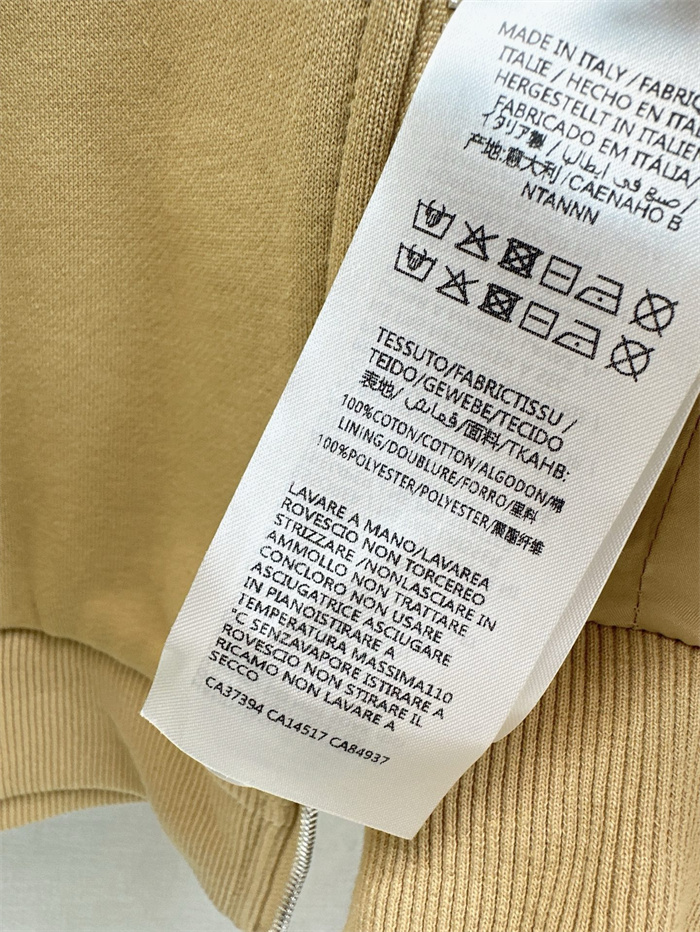 MADE IN ITALY / FABRIQ
ITALIE / HECHO EN ITA
HERGESTELLT IN ITALIEN
FABRICADO EM ITÁLIA/
イタリア製 / صنع في إيطاليا /
产地:意大利/CAENAHO B
NTANNN
TESSUTO/FABRICTISSU /
TEIDO/GEWEBE/TECIDO
表地/ قماش/面料/TKAHB:
100%COTON/COTTON/ALGODON/棉
LINING/DOUBLURE/FORRO/里料
100%POLYESTER/POLYESTER/聚酯纤维
LAVARE A MANO/LAVAREA
ROVESCIO NON TORCEREO
STRIZZARE /NONLASCIARE IN
AMMOLLO NON TRATTARE
CONCLORO NON USARE
ASCIUGATRICE ASCIUGARE
IN PIANOISTIRARE A
TEMPERATURA MASSIMA110
°C SENZAVAPORE ISTIRARE A
ROVESCIO NON STIRARE IL
RICAMO NON LAVARE A
SECCO
CA37394 CA14517 CA84937